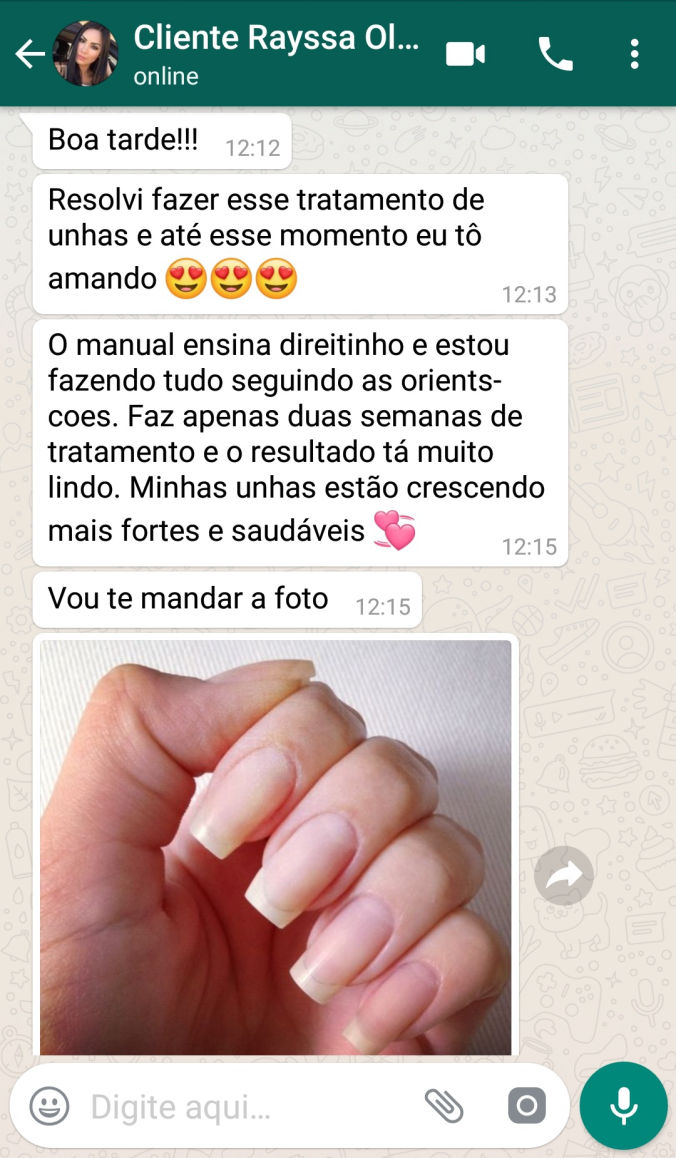 Cliente Rayssa Ol...
online
Boa tarde!!! 12:12
Resolvi fazer esse tratamento de
unhas e até esse momento eu tô
amando 😍😍😍
12:13
O manual ensina direitinho e estou
fazendo tudo seguindo as orients-
coes. Faz apenas duas semanas de
tratamento e o resultado tá muito
lindo. Minhas unhas estão crescendo
mais fortes e saudáveis 💞
12:15
Vou te mandar a foto 12:15
Digite aqui...